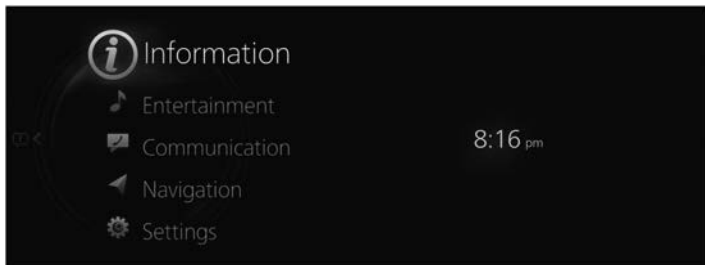 Information
Entertainment
Communication
8:16 pm
Navigation
Settings